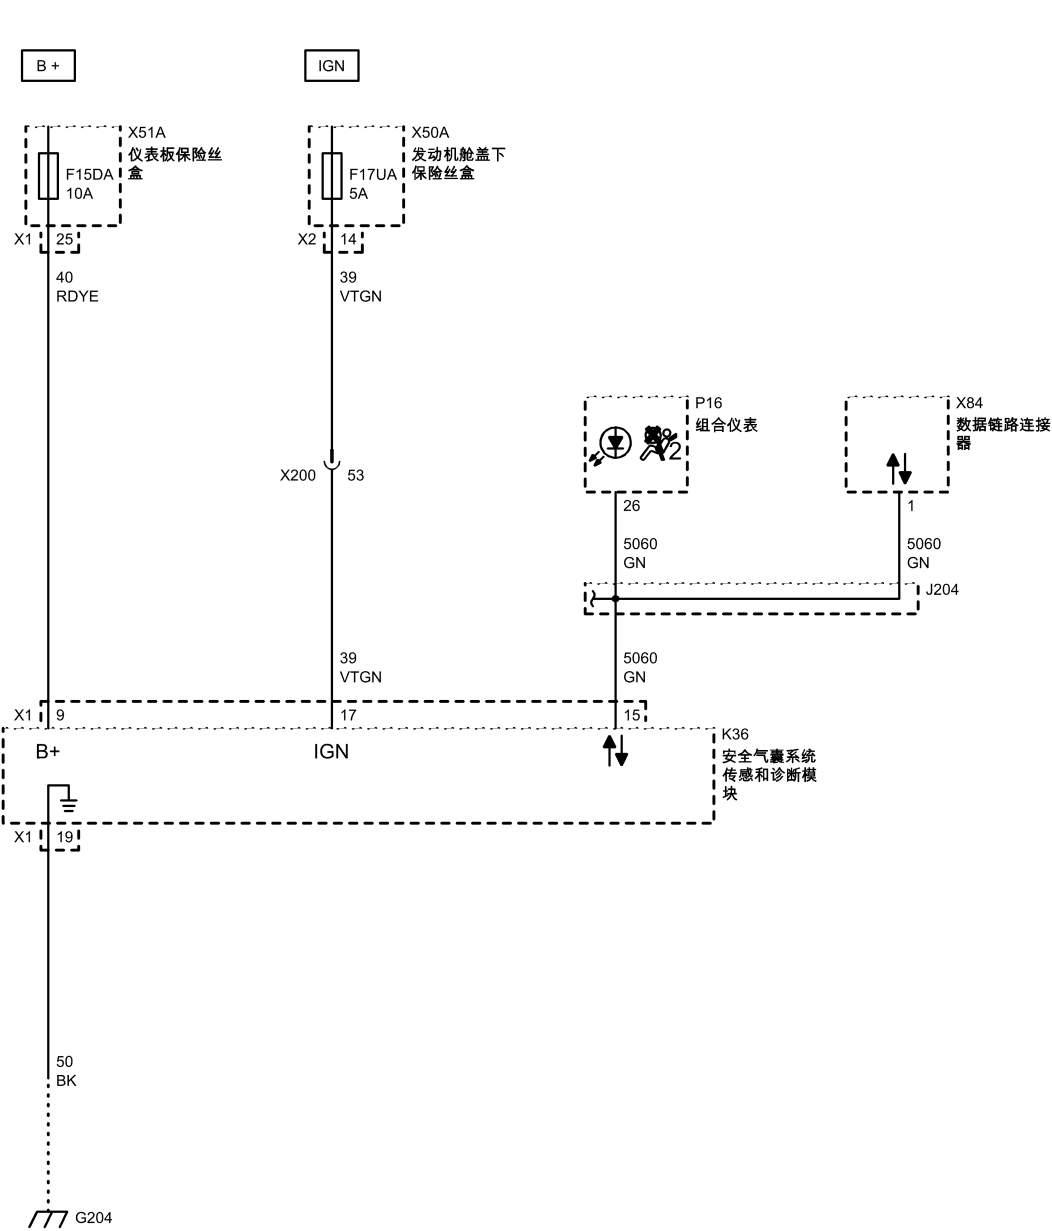 B +
IGN
X51A
仪表板保险丝
盒
F15DA
10A
X50A
发动机舱盖下
保险丝盒
F17UA
5A
X1
25
X2
14
40
RDYE
39
VTGN
P16
组合仪表
X84
数据链路连接
器
2
X200
53
26
1
5060
GN
5060
GN
J204
39
VTGN
5060
GN
X1
9
17
15
B+
IGN
K36
安全气囊系统
传感和诊断模
块
X1
19
50
BK
G204